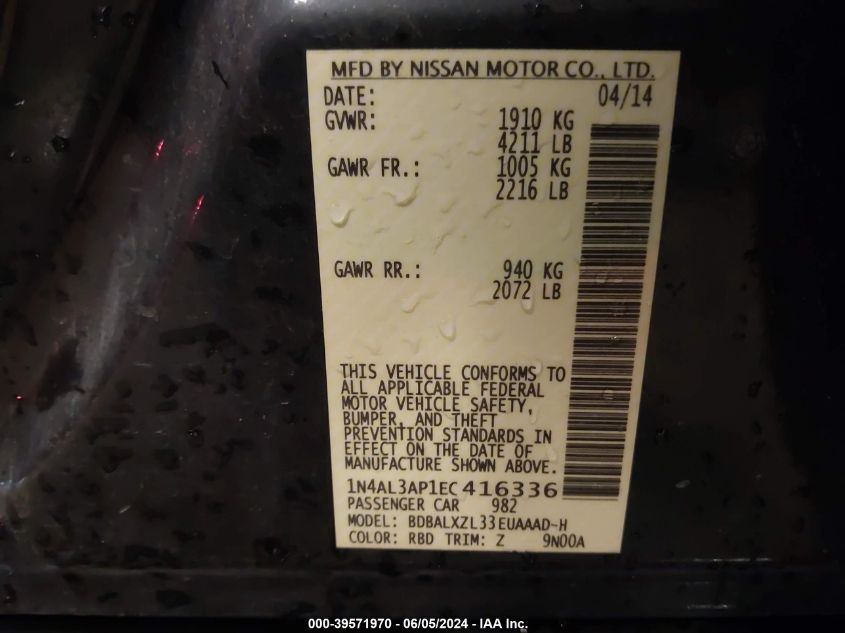 MFD BY NISSAN MOTOR CO., LTD.
DATE: 04/14
GVWR: 1910 KG
4211 LB
GAWR FR.: 1005 KG
2216 LB
GAWR RR.: 940 KG
2072 LB
THIS VEHICLE CONFORMS TO
ALL APPLICABLE FEDERAL
MOTOR VEHICLE SAFETY,
BUMPER, AND THEFT
PREVENTION STANDARDS IN
EFFECT ON THE DATE OF
MANUFACTURE SHOWN ABOVE.
1N4AL3AP1EC416336
PASSENGER CAR 982
MODEL: BDBALXZL33EUAAAD-H
COLOR: RBD TRIM: Z 9N00A
000-39571970 - 06/05/2024 - IAA Inc.